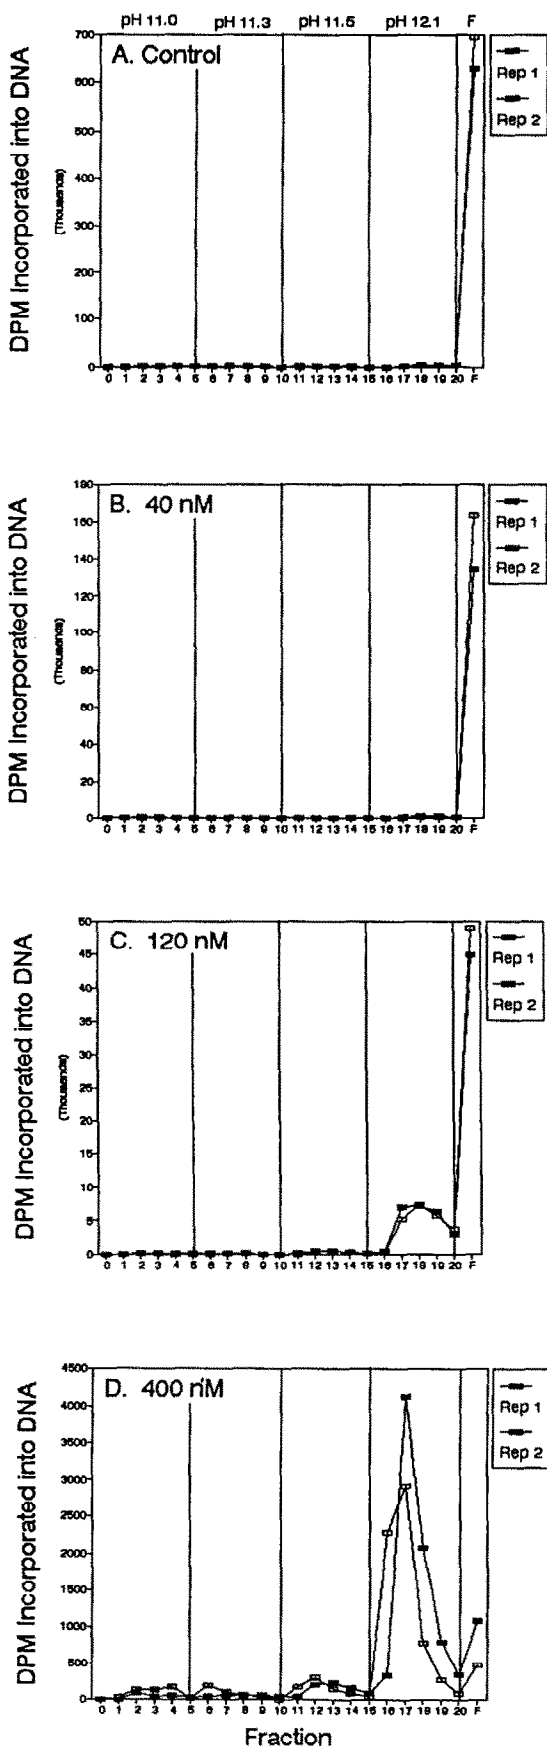 pH 11.0 pH 11.3 pH 11.5 pH 12.1 F
A. Control
DPM Incorporated into DNA
(Thousands)
700
600
500
400
300
200
100
0
0 1 2 3 4 5 6 7 8 9 10 11 12 13 14 15 16 17 18 19 20 F
Rep 1
Rep 2
B. 40 nM
DPM Incorporated into DNA
(Thousands)
180
160
140
120
100
80
60
40
20
0
0 1 2 3 4 5 6 7 8 9 10 11 12 13 14 15 16 17 18 19 20 F
Rep 1
Rep 2
C. 120 nM
DPM Incorporated into DNA
(Thousands)
50
45
40
35
30
25
20
15
10
5
0
0 1 2 3 4 5 6 7 8 9 10 11 12 13 14 15 16 17 18 19 20 F
Rep 1
Rep 2
D. 400 nM
DPM Incorporated into DNA
4500
4000
3500
3000
2500
2000
1500
1000
500
0
0 1 2 3 4 5 6 7 8 9 10 11 12 13 14 15 16 17 18 19 20 F
Rep 1
Rep 2
Fraction